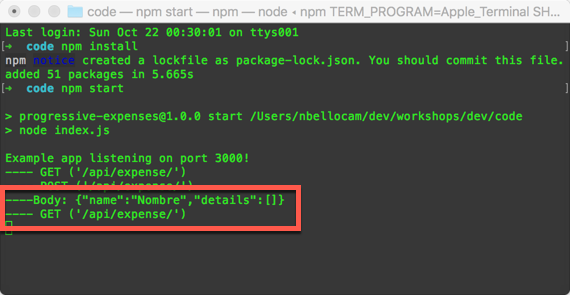 code — npm start — npm — node ◂ npm TERM_PROGRAM=Apple_Terminal SH...
Last login: Sun Oct 22 00:30:01 on ttys001
[➜  code npm install                                                    ]
npm notice created a lockfile as package-lock.json. You should commit this file.
added 51 packages in 5.665s
[➜  code npm start                                                      ]
> progressive-expenses@1.0.0 start /Users/nbellocam/dev/workshops/dev/code
> node index.js
Example app listening on port 3000!
---- GET ('/api/expense/')
---- POST ('/api/expense/')
----Body: {"name":"Nombre","details":[]}
---- GET ('/api/expense/')